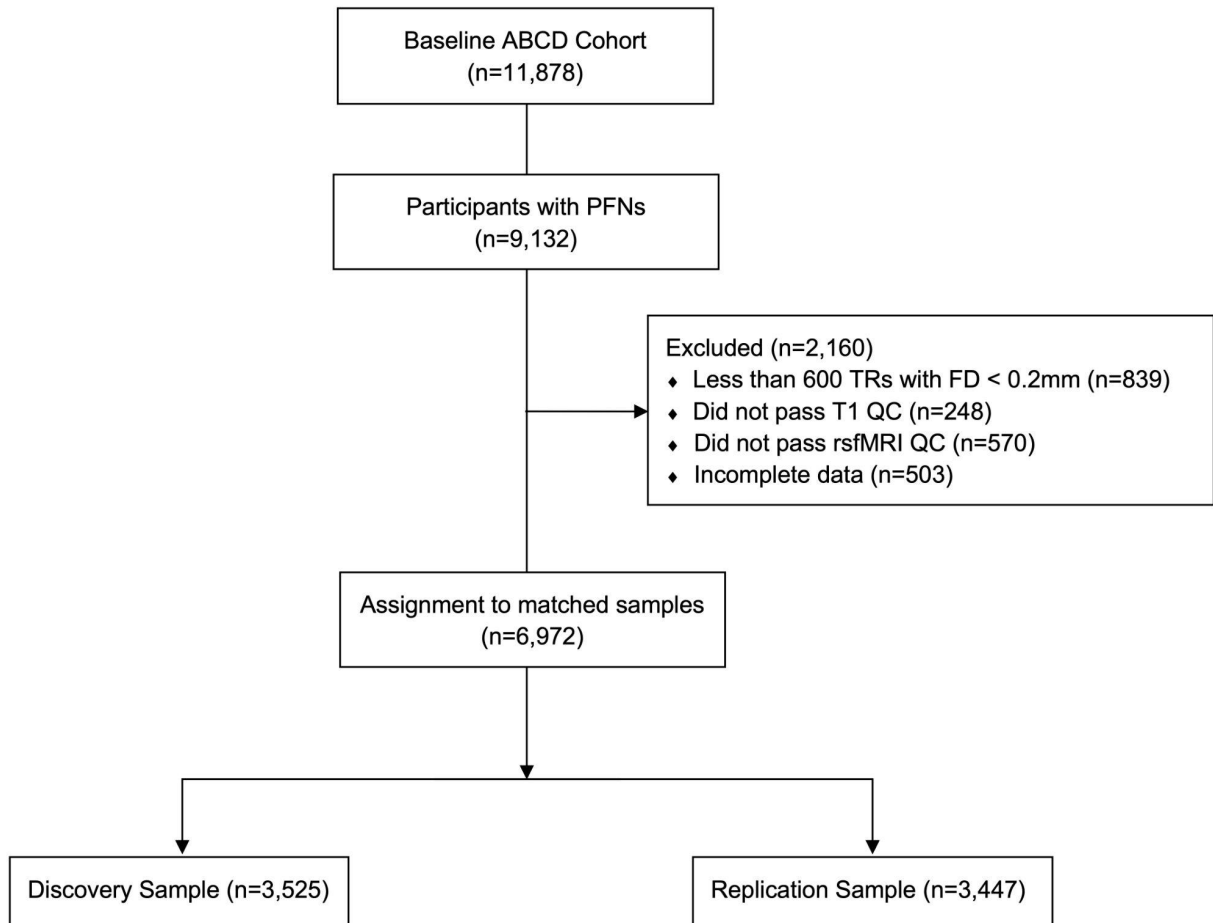 Baseline ABCD Cohort
(n=11,878)
Participants with PFNs
(n=9,132)
Excluded (n=2,160)
♦ Less than 600 TRs with FD < 0.2mm (n=839)
♦ Did not pass T1 QC (n=248)
♦ Did not pass rsfMRI QC (n=570)
♦ Incomplete data (n=503)
Assignment to matched samples
(n=6,972)
Discovery Sample (n=3,525)
Replication Sample (n=3,447)